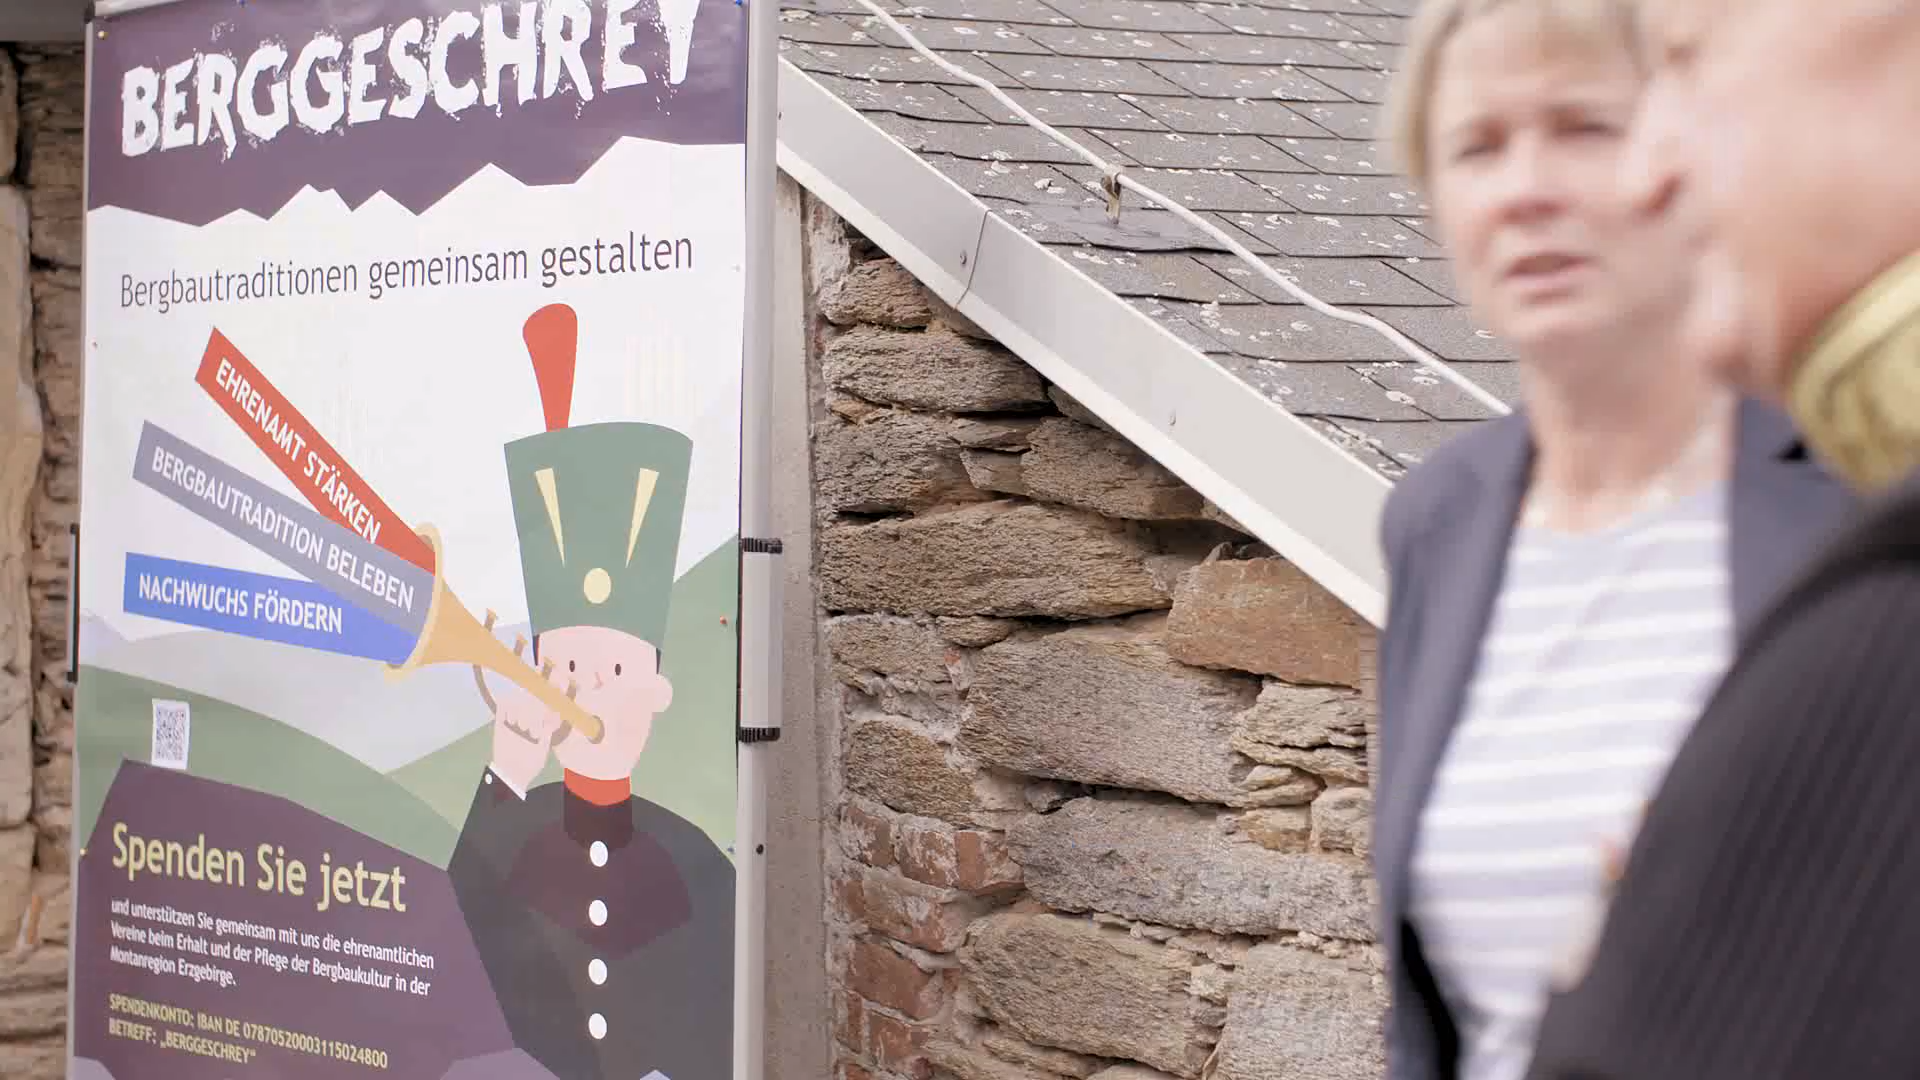 BERGGESCHREY
Bergbautraditionen gemeinsam gestalten
EHRENAMT STÄRKEN
BERGBAUTRADITION BELEBEN
NACHWUCHS FÖRDERN
Spenden Sie jetzt
und unterstützen Sie gemeinsam mit uns die ehrenamtlichen
Vereine beim Erhalt und der Pflege der Bergbaukultur in der
Montanregion Erzgebirge.
SPENDENKONTO: IBAN DE 07870520003115024800
BETREFF: „BERGGESCHREY“